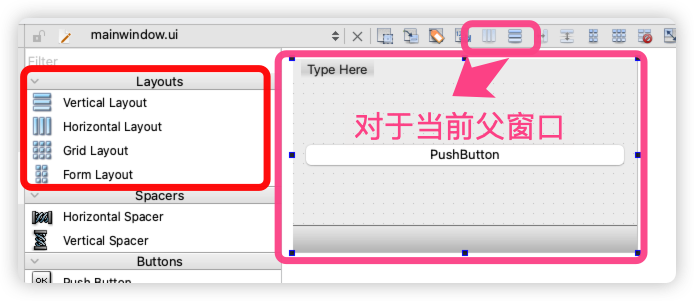 mainwindow.ui
Filter
Layouts
Vertical Layout
Horizontal Layout
Grid Layout
Form Layout
Spacers
Horizontal Spacer
Vertical Spacer
Buttons
OK
Push Button
Type Here
对于当前父窗口
PushButton